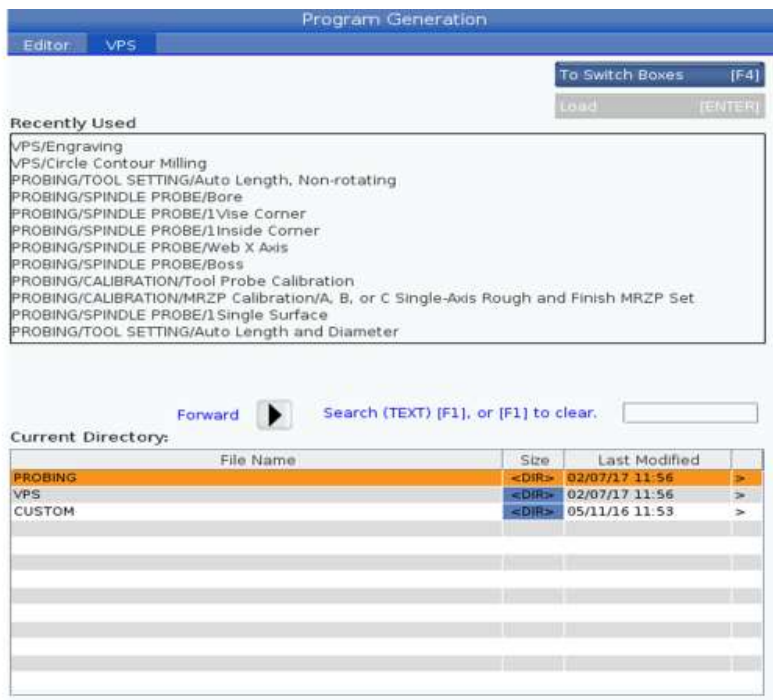 Program Generation
Editor VPS
To Switch Boxes [F4]
Load [ENTER]
Recently Used
VPS/Engraving
VPS/Circle Contour Milling
PROBING/TOOL SETTING/Auto Length, Non-rotating
PROBING/SPINDLE PROBE/Bore
PROBING/SPINDLE PROBE/1Vise Corner
PROBING/SPINDLE PROBE/1Inside Corner
PROBING/SPINDLE PROBE/Web X Axis
PROBING/SPINDLE PROBE/Boss
PROBING/CALIBRATION/Tool Probe Calibration
PROBING/CALIBRATION/MRZP Calibration/A, B, or C Single-Axis Rough and Finish MRZP Set
PROBING/SPINDLE PROBE/1Single Surface
PROBING/TOOL SETTING/Auto Length and Diameter
Forward Search (TEXT) [F1], or [F1] to clear.
Current Directory:
File Name Size Last Modified
PROBING <DIR> 02/07/17 11:56 >
VPS <DIR> 02/07/17 11:56 >
CUSTOM <DIR> 05/11/16 11:53 >